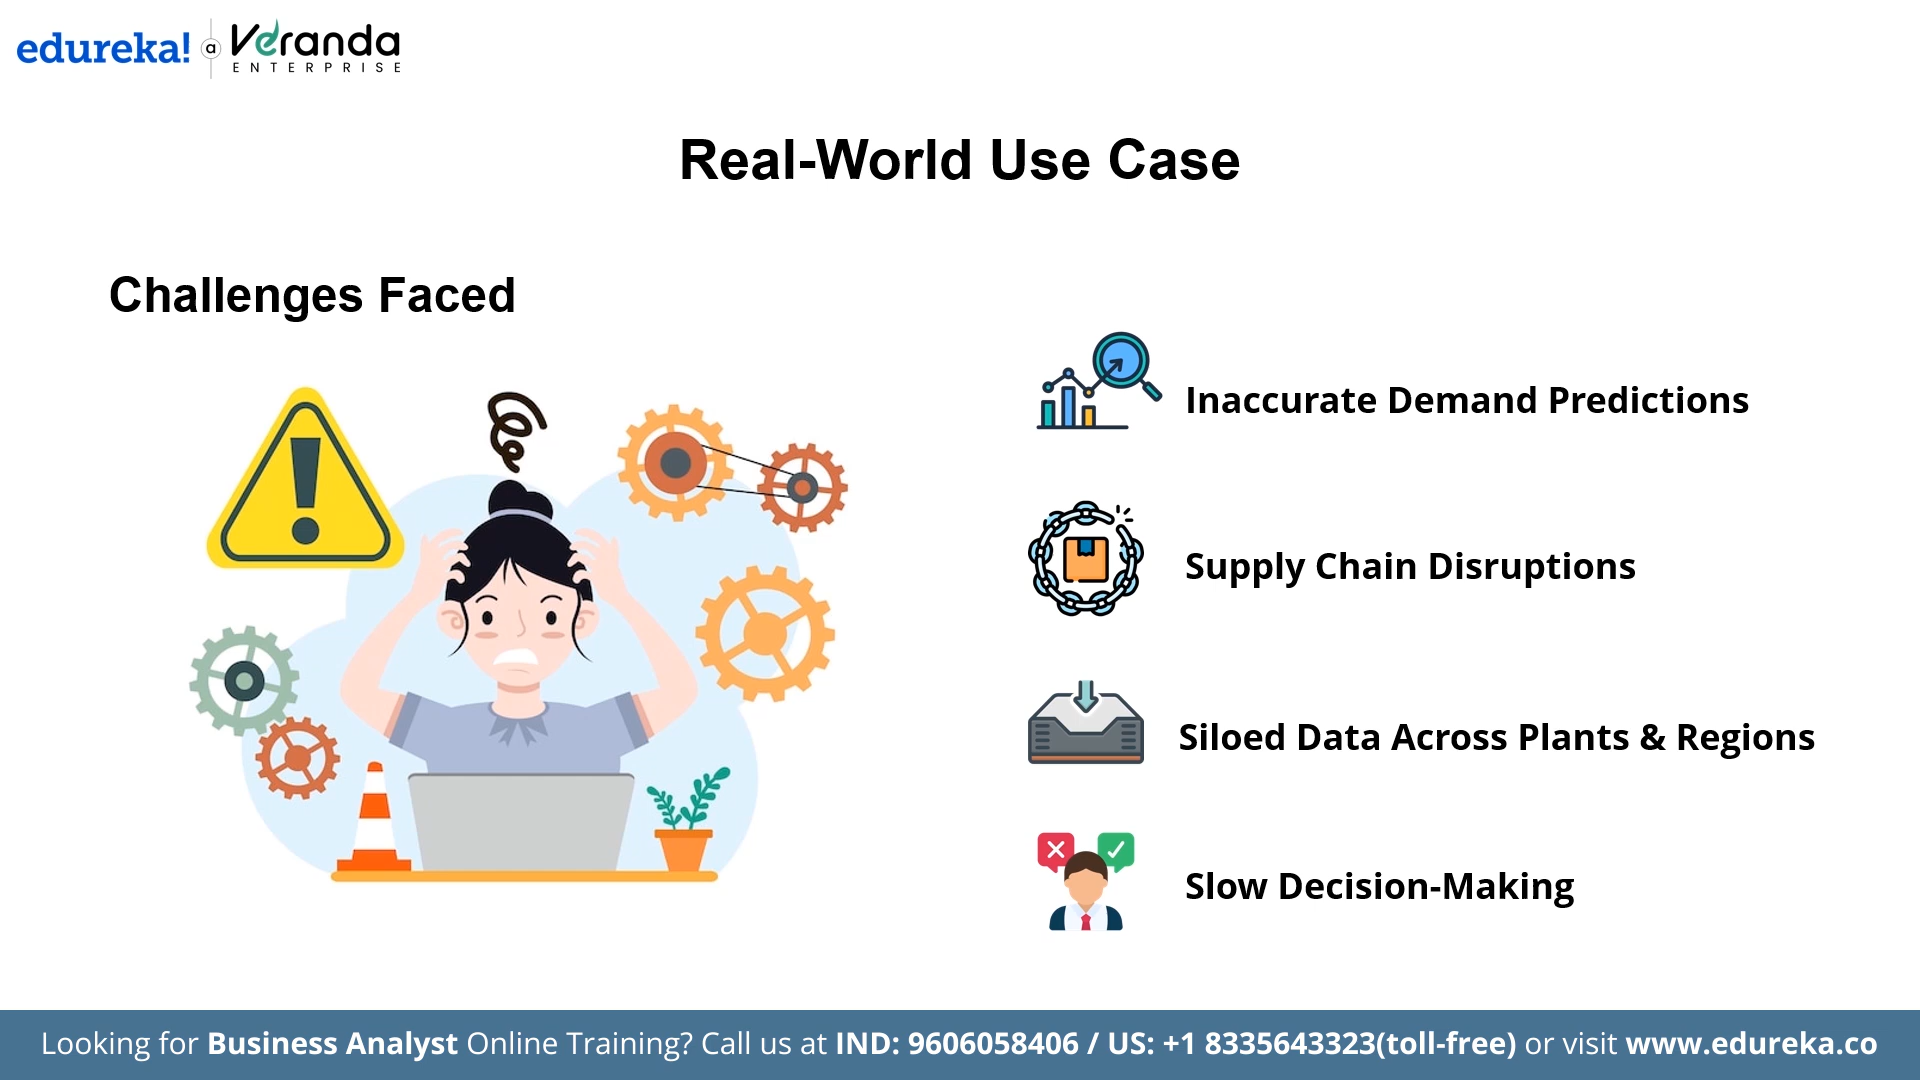 edureka! a Veranda
ENTERPRISE
Real-World Use Case
Challenges Faced
Inaccurate Demand Predictions
Supply Chain Disruptions
Siloed Data Across Plants & Regions
Slow Decision-Making
Looking for Business Analyst Online Training? Call us at IND: 9606058406 / US: +1 8335643323(toll-free) or visit www.edureka.co